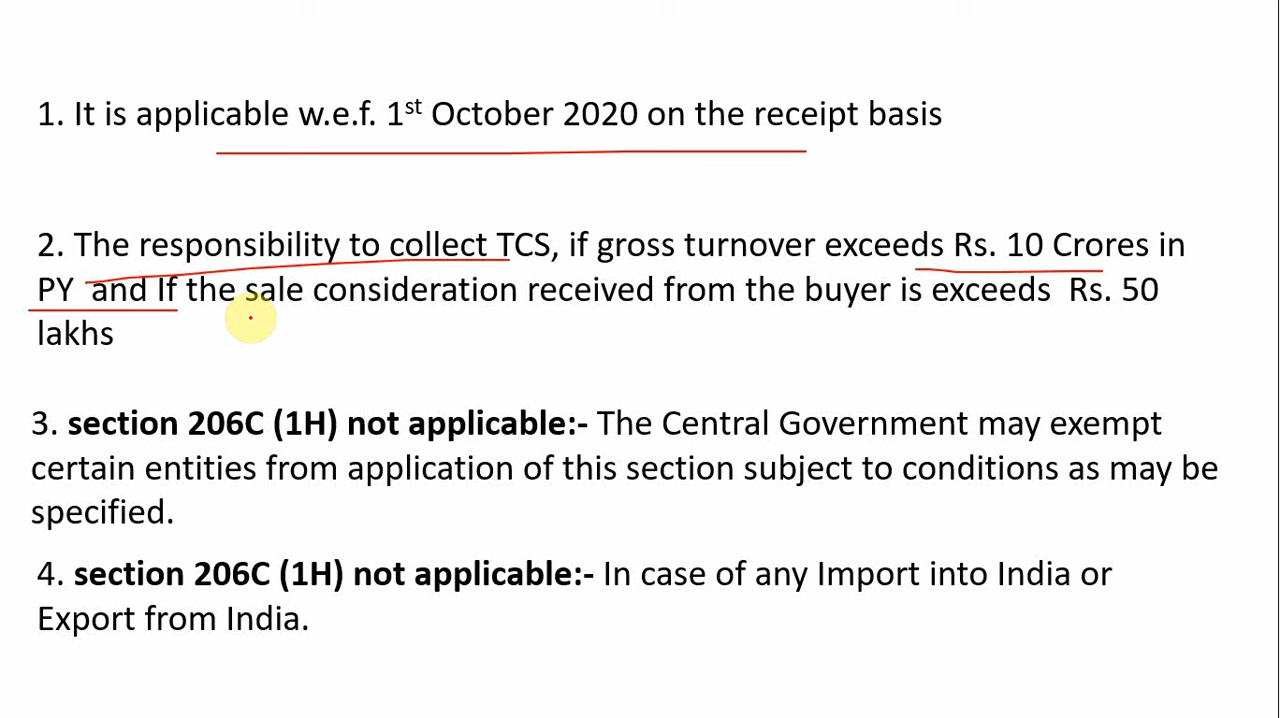 1. It is applicable w.e.f. 1st October 2020 on the receipt basis
2. The responsibility to collect TCS, if gross turnover exceeds Rs. 10 Crores in
PY and If the sale consideration received from the buyer is exceeds Rs. 50
lakhs
3. section 206C (1H) not applicable:- The Central Government may exempt
certain entities from application of this section subject to conditions as may be
specified.
4. section 206C (1H) not applicable:- In case of any Import into India or
Export from India.